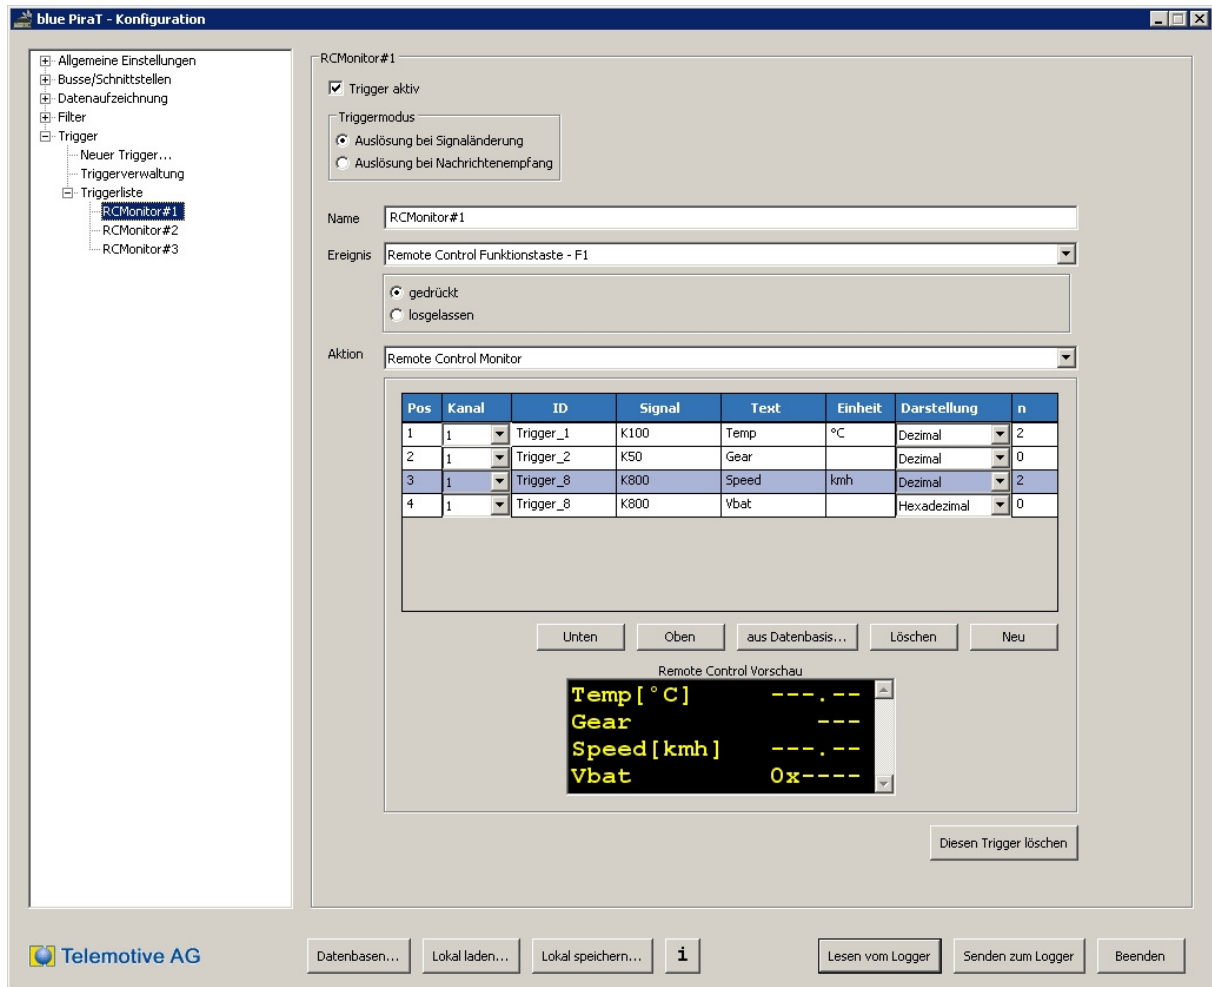 blue PiraT - Konfiguration
Allgemeine Einstellungen
Busse/Schnittstellen
Datenaufzeichnung
Filter
Trigger
Neuer Trigger...
Triggerverwaltung
Triggerliste
RCMonitor#1
RCMonitor#2
RCMonitor#3
RCMonitor#1
Trigger aktiv
Triggermodus
Auslösung bei Signaländerung
Auslösung bei Nachrichtenempfang
Name RCMonitor#1
Ereignis Remote Control Funktionstaste - F1
gedrückt
losgelassen
Aktion Remote Control Monitor
Pos Kanal ID Signal Text Einheit Darstellung n
1 1 Trigger_1 K100 Temp °C Dezimal 2
2 1 Trigger_2 K50 Gear Dezimal 0
3 1 Trigger_8 K800 Speed kmh Dezimal 2
4 1 Trigger_8 K800 Vbat Hexadezimal 0
Unten Oben aus Datenbasis... Löschen Neu
Remote Control Vorschau
Temp[°C] ---.--
Gear ---
Speed[kmh] ---.--
Vbat 0x----
Diesen Trigger löschen
Telemotive AG Datenbasen... Lokal laden... Lokal speichern... i Lesen vom Logger Senden zum Logger Beenden